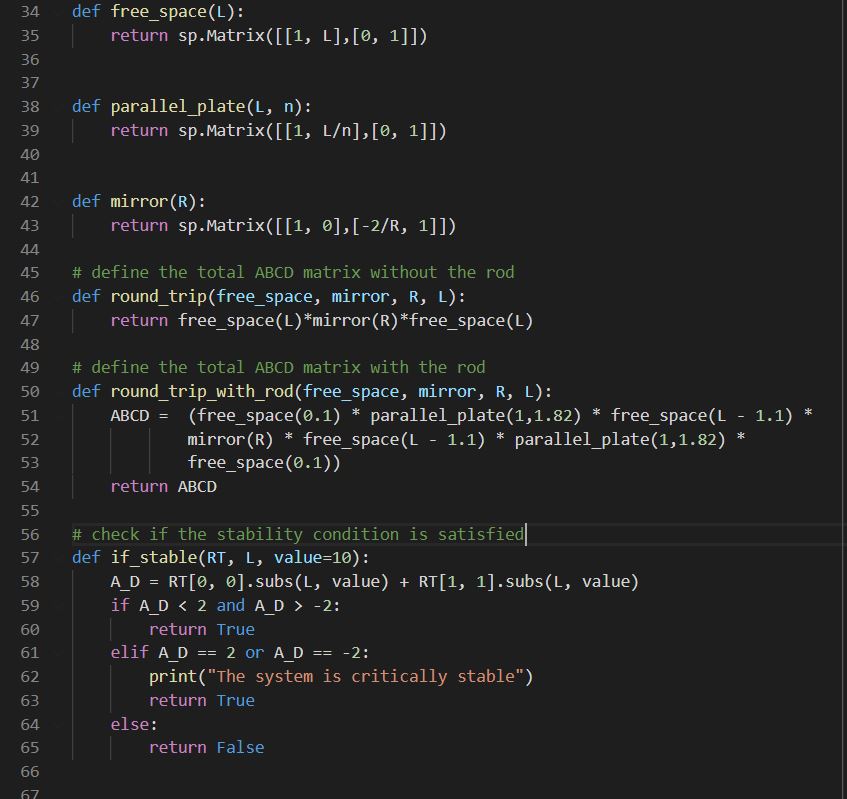 34 def free_space(L):
35     return sp.Matrix([[1, L],[0, 1]])
36
37
38 def parallel_plate(L, n):
39     return sp.Matrix([[1, L/n],[0, 1]])
40
41
42 def mirror(R):
43     return sp.Matrix([[1, 0],[-2/R, 1]])
44
45 # define the total ABCD matrix without the rod
46 def round_trip(free_space, mirror, R, L):
47     return free_space(L)*mirror(R)*free_space(L)
48
49 # define the total ABCD matrix with the rod
50 def round_trip_with_rod(free_space, mirror, R, L):
51     ABCD =  (free_space(0.1) * parallel_plate(1,1.82) * free_space(L - 1.1) *
52             mirror(R) * free_space(L - 1.1) * parallel_plate(1,1.82) *
53             free_space(0.1))
54     return ABCD
55
56 # check if the stability condition is satisfied
57 def if_stable(RT, L, value=10):
58     A_D = RT[0, 0].subs(L, value) + RT[1, 1].subs(L, value)
59     if A_D < 2 and A_D > -2:
60         return True
61     elif A_D == 2 or A_D == -2:
62         print("The system is critically stable")
63         return True
64     else:
65         return False
66
67